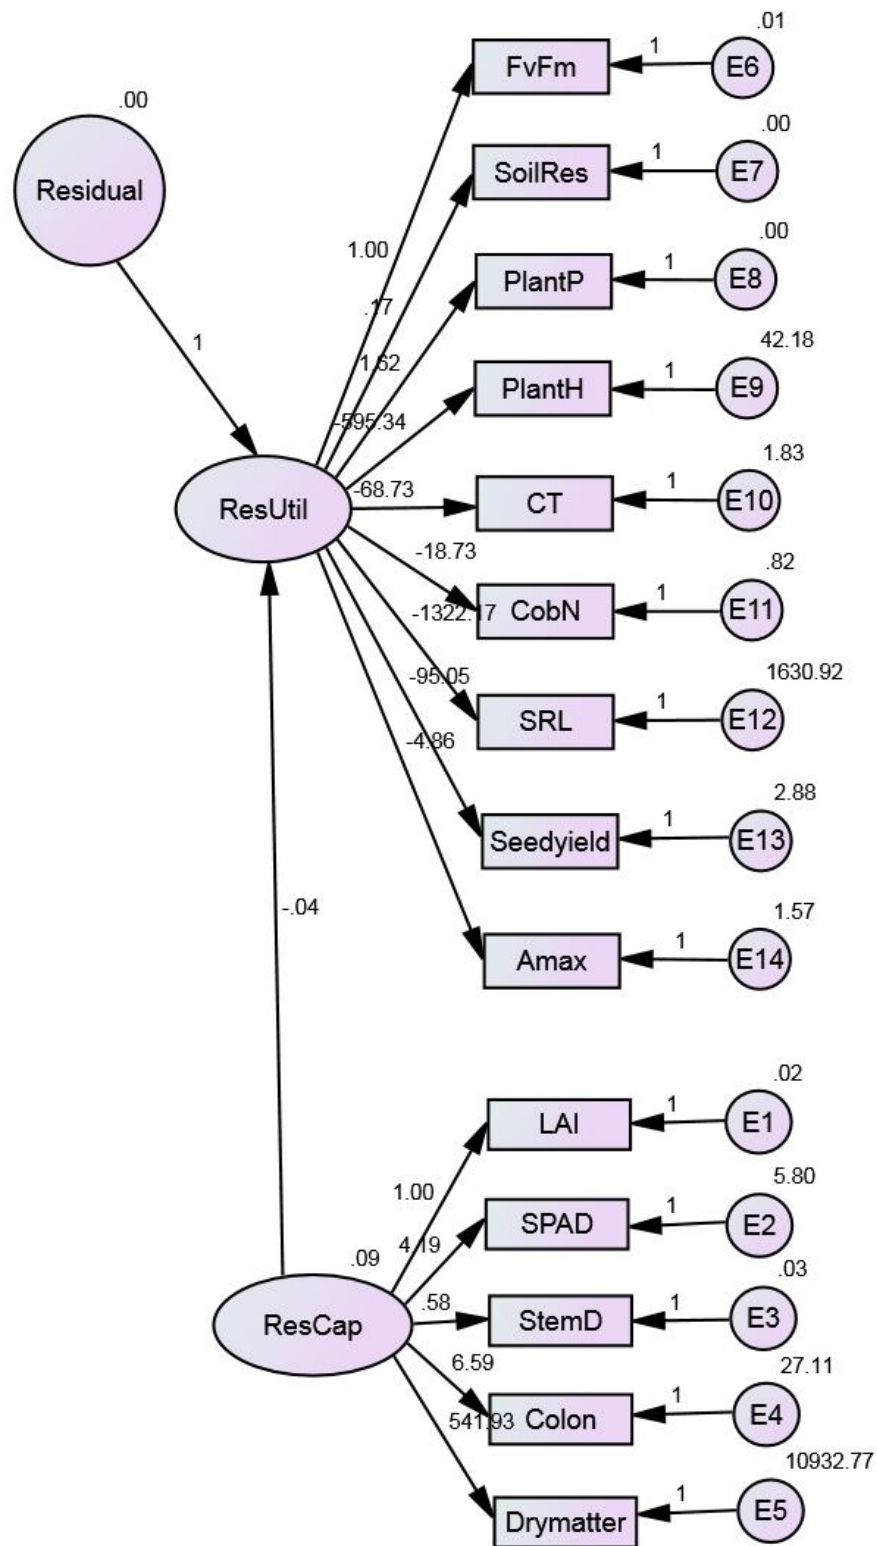 .01
FvFm
1
E6
.00
Residual
.00
SoilRes
1
E7
1.00
.00
PlantP
1
E8
.17
1
1.62
42.18
PlantH
1
E9
-595.34
1.83
-68.73
CT
1
E10
ResUtil
-18.73
.82
CobN
1
E11
-1322.17
-95.05
1630.92
SRL
1
E12
-4.86
2.88
Seedyield
1
E13
-.04
1.57
Amax
1
E14
.02
LAI
1
E1
1.00
5.80
SPAD
1
E2
4.19
.09
.03
.58
StemD
1
E3
ResCap
6.59
27.11
Colon
1
E4
541.93
10932.77
Drymatter
1
E5